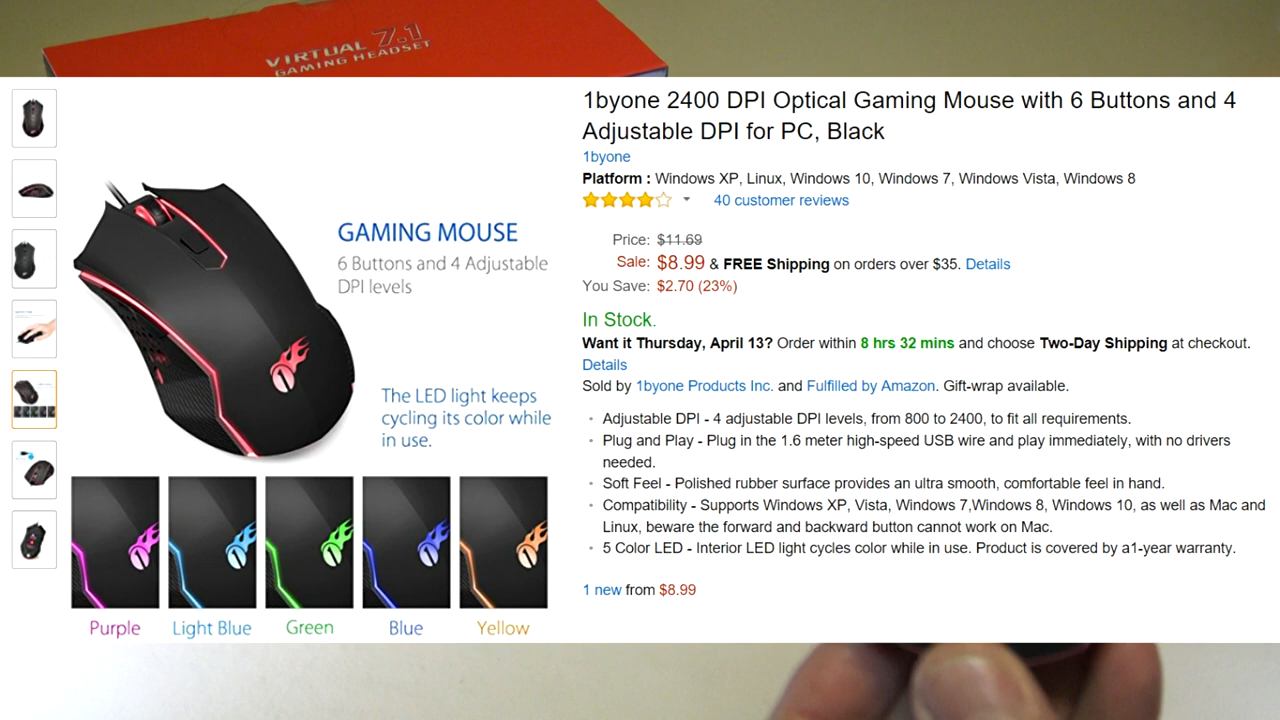 VIRTUAL 7.1
GAMING HEADSET
1byone 2400 DPI Optical Gaming Mouse with 6 Buttons and 4
Adjustable DPI for PC, Black
1byone
Platform : Windows XP, Linux, Windows 10, Windows 7, Windows Vista, Windows 8
40 customer reviews
Price: $11.69
Sale: $8.99 & FREE Shipping on orders over $35. Details
You Save: $2.70 (23%)
In Stock.
Want it Thursday, April 13? Order within 8 hrs 32 mins and choose Two-Day Shipping at checkout.
Details
Sold by 1byone Products Inc. and Fulfilled by Amazon. Gift-wrap available.
• Adjustable DPI - 4 adjustable DPI levels, from 800 to 2400, to fit all requirements.
• Plug and Play - Plug in the 1.6 meter high-speed USB wire and play immediately, with no drivers
needed.
• Soft Feel - Polished rubber surface provides an ultra smooth, comfortable feel in hand.
• Compatibility - Supports Windows XP, Vista, Windows 7,Windows 8, Windows 10, as well as Mac and
Linux, beware the forward and backward button cannot work on Mac.
• 5 Color LED - Interior LED light cycles color while in use. Product is covered by a1-year warranty.
1 new from $8.99
GAMING MOUSE
6 Buttons and 4 Adjustable
DPI levels
The LED light keeps
cycling its color while
in use.
Purple Light Blue Green Blue Yellow